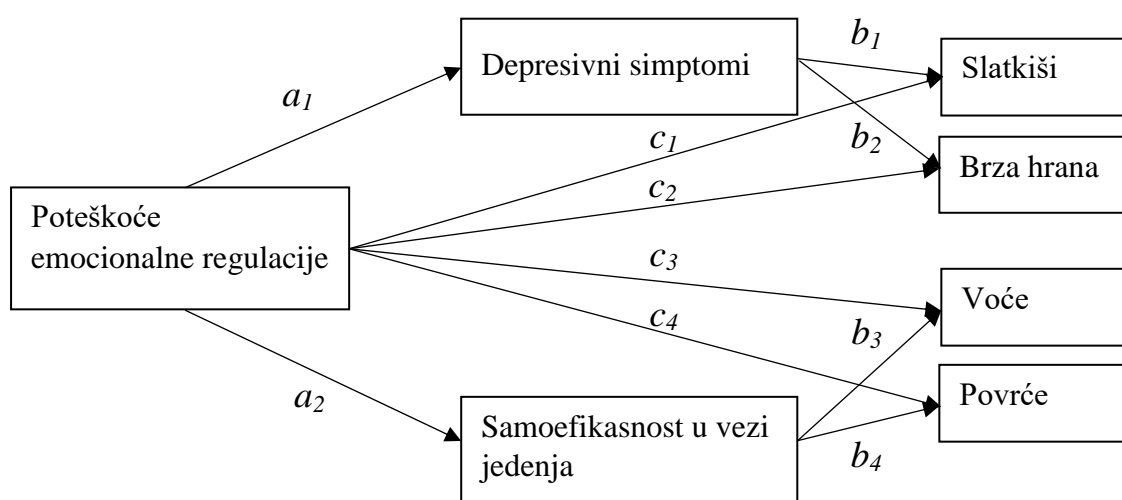 b1
Depresivni simptomi
Slatkiši
a1
c1
b2
Brza hrana
c2
Poteškoće
emocionalne regulacije
c3
Voće
c4
b3
a2
Povrće
Samoefikasnost u vezi
jedenja
b4